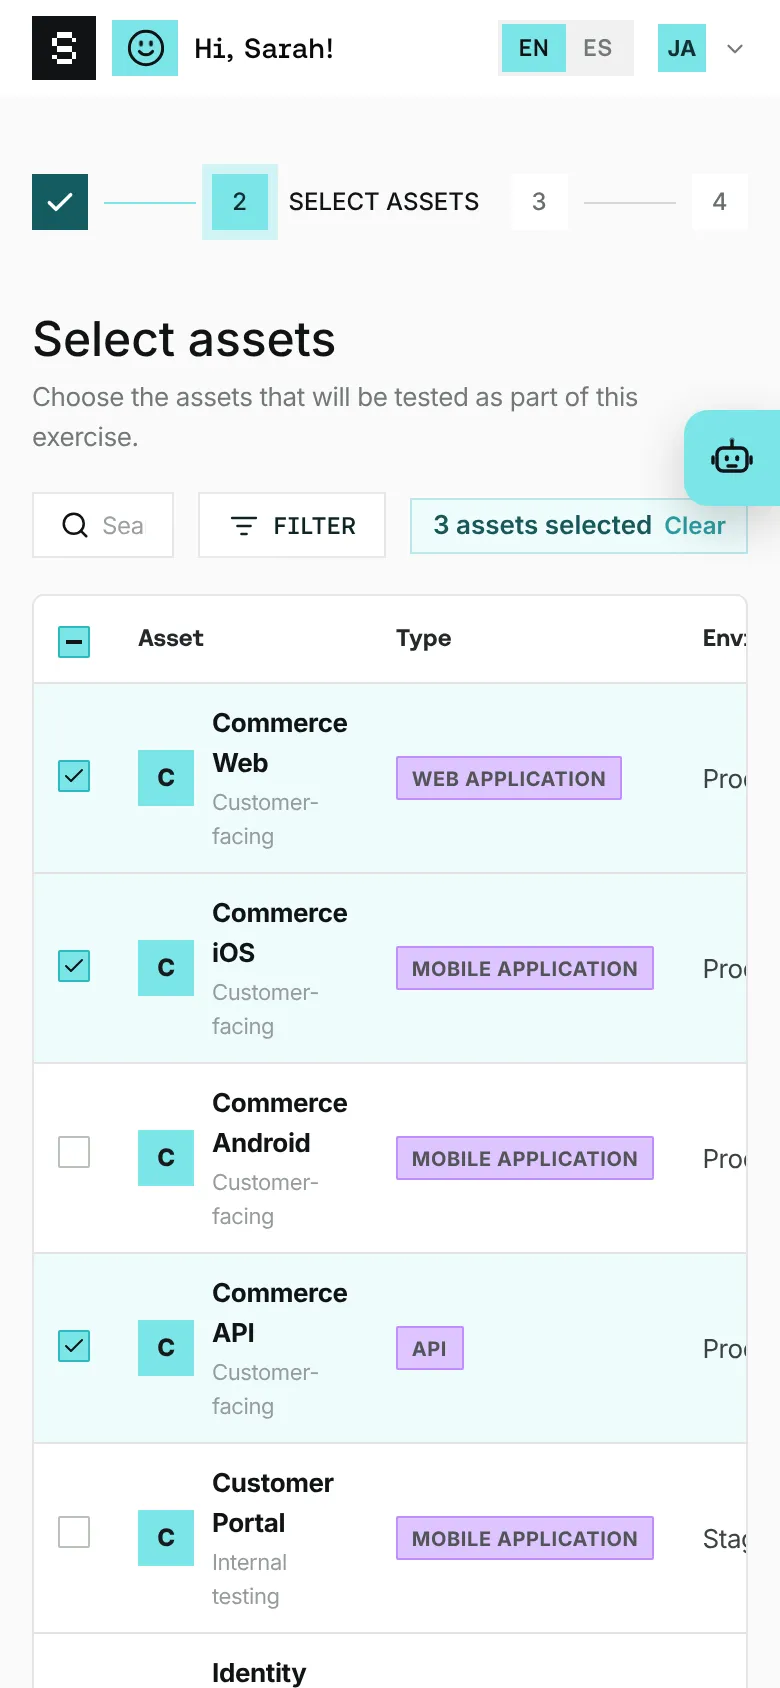 S
Hi, Sarah!
EN ES
JA
2 SELECT ASSETS 3 4
Select assets
Choose the assets that will be tested as part of this
exercise.
Sea
FILTER
3 assets selected Clear
Asset Type Env
Commerce
Web
C
WEB APPLICATION
Customer-
facing
Commerce
iOS
C
MOBILE APPLICATION
Customer-
facing
Commerce
Android
C
MOBILE APPLICATION
Customer-
facing
Commerce
API
C
API
Customer-
facing
Customer
Portal
C
MOBILE APPLICATION
Internal
testing
Identity